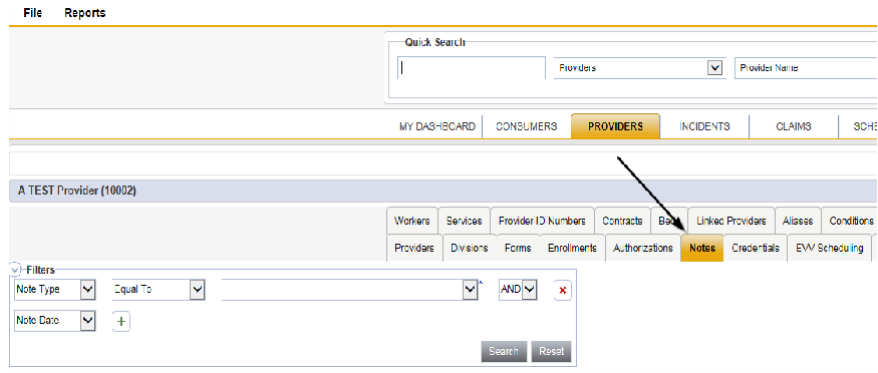 File Reports
Quick Search
Providers Provider Name
MY DASHBOARD CONSUMERS PROVIDERS INCIDENTS CLAIMS SCHE
A TEST Provider (10002)
Workers Services Provider ID Numbers Contracts Beds Linked Providers Aliases Conditions
Providers Divisions Forms Enrollments Authorizations Notes Credentials EVV Scheduling
Filters
Note Type Equal To AND
Note Date
Search Reset